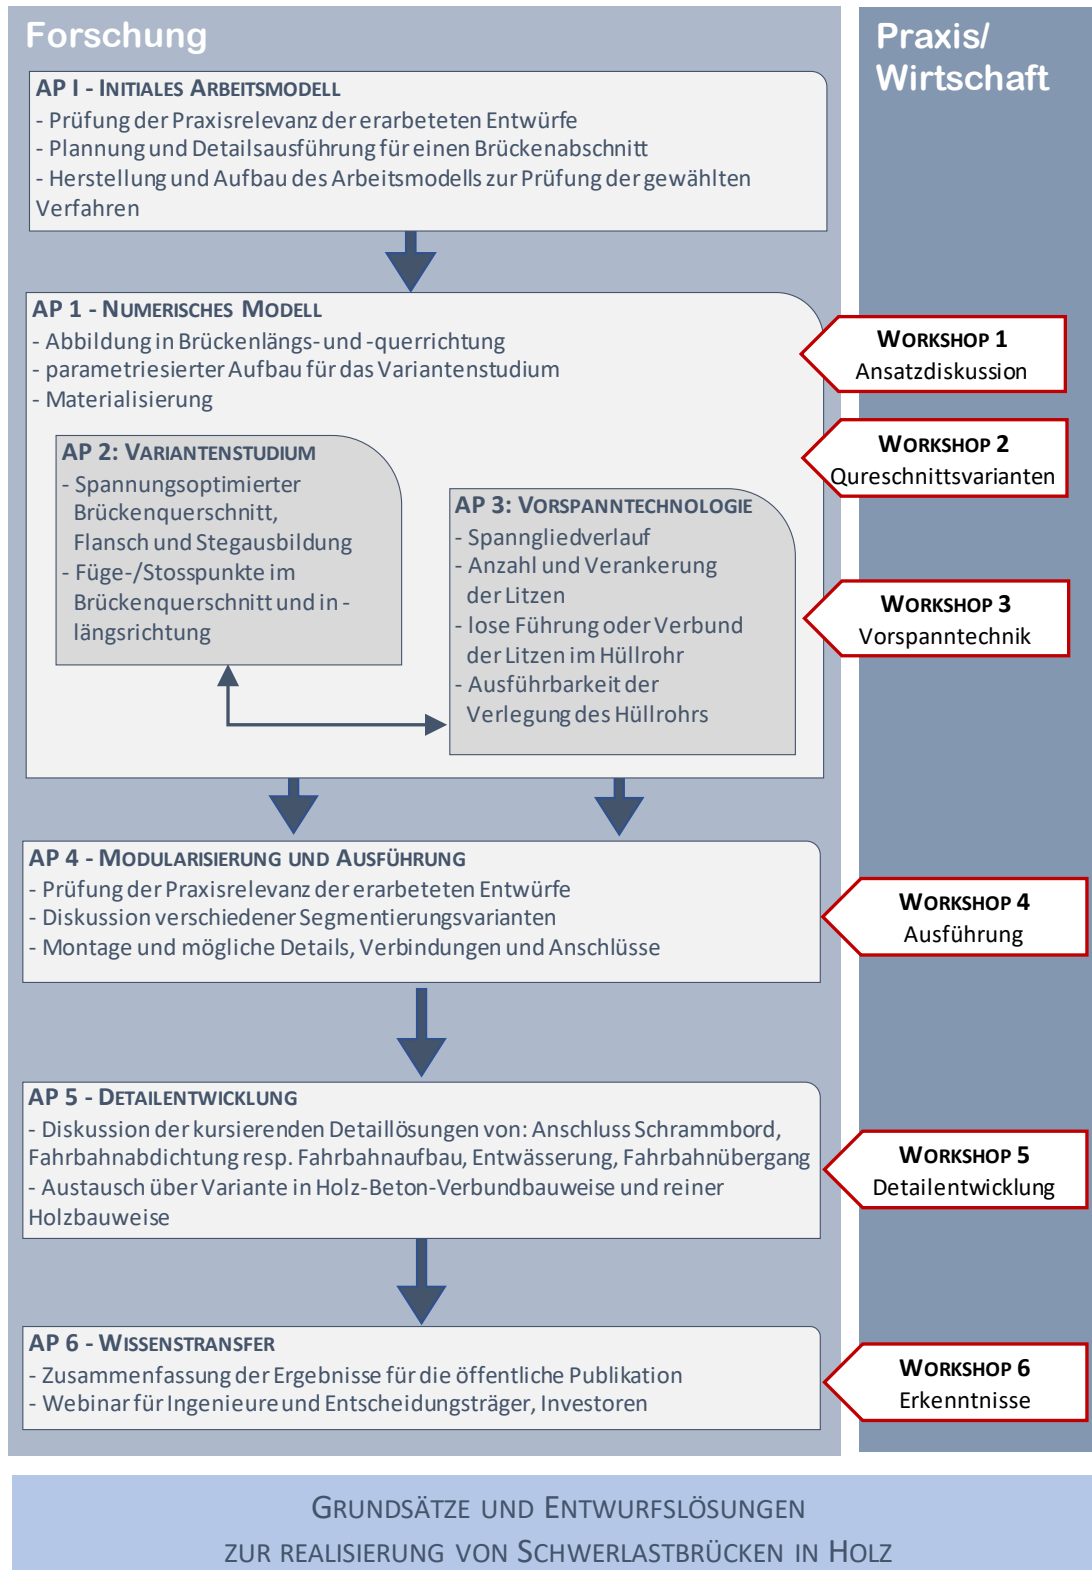 Forschung
AP I - Initiales Arbeitsmodell
- Prüfung der Praxisrelevanz der erarbeteten Entwürfe
- Plannung und Detailsausführung für einen Brückenabschnitt
- Herstellung und Aufbau des Arbeitsmodells zur Prüfung der gewählten
Verfahren
AP 1 - Numerisches Modell
- Abbildung in Brückenlängs- und -querrichtung
- parametriesierter Aufbau für das Variantenstudium
- Materialisierung
AP 2: Variantenstudium
- Spannungsoptimierter
Brückenquerschnitt,
Flansch und Stegausbildung
- Füge-/Stosspunkte im
Brückenquerschnitt und in -
längsrichtung
AP 3: Vorspanntechnologie
- Spanngliedverlauf
- Anzahl und Verankerung
der Litzen
- lose Führung oder Verbund
der Litzen im Hüllrohr
- Ausführbarkeit der
Verlegung des Hüllrohrs
AP 4 - Modularisierung und Ausführung
- Prüfung der Praxisrelevanz der erarbeteten Entwürfe
- Diskussion verschiedener Segmentierungsvarianten
- Montage und mögliche Details, Verbindungen und Anschlüsse
AP 5 - Detailentwicklung
- Diskussion der kursierenden Detaillösungen von: Anschluss Schrammbord,
Fahrbahnabdichtung resp. Fahrbahnaufbau, Entwässerung, Fahrbahnübergang
- Austausch über Variante in Holz-Beton-Verbundbauweise und reiner
Holzbauweise
AP 6 - Wissenstransfer
- Zusammenfassung der Ergebnisse für die öffentliche Publikation
- Webinar für Ingenieure und Entscheidungsträger, Investoren
Praxis/
Wirtschaft
Workshop 1
Ansatzdiskussion
Workshop 2
Qureschnittsvarianten
Workshop 3
Vorspanntechnik
Workshop 4
Ausführung
Workshop 5
Detailentwicklung
Workshop 6
Erkenntnisse
Grundsätze und Entwurfslösungen
zur realisierung von Schwerlastbrücken in Holz